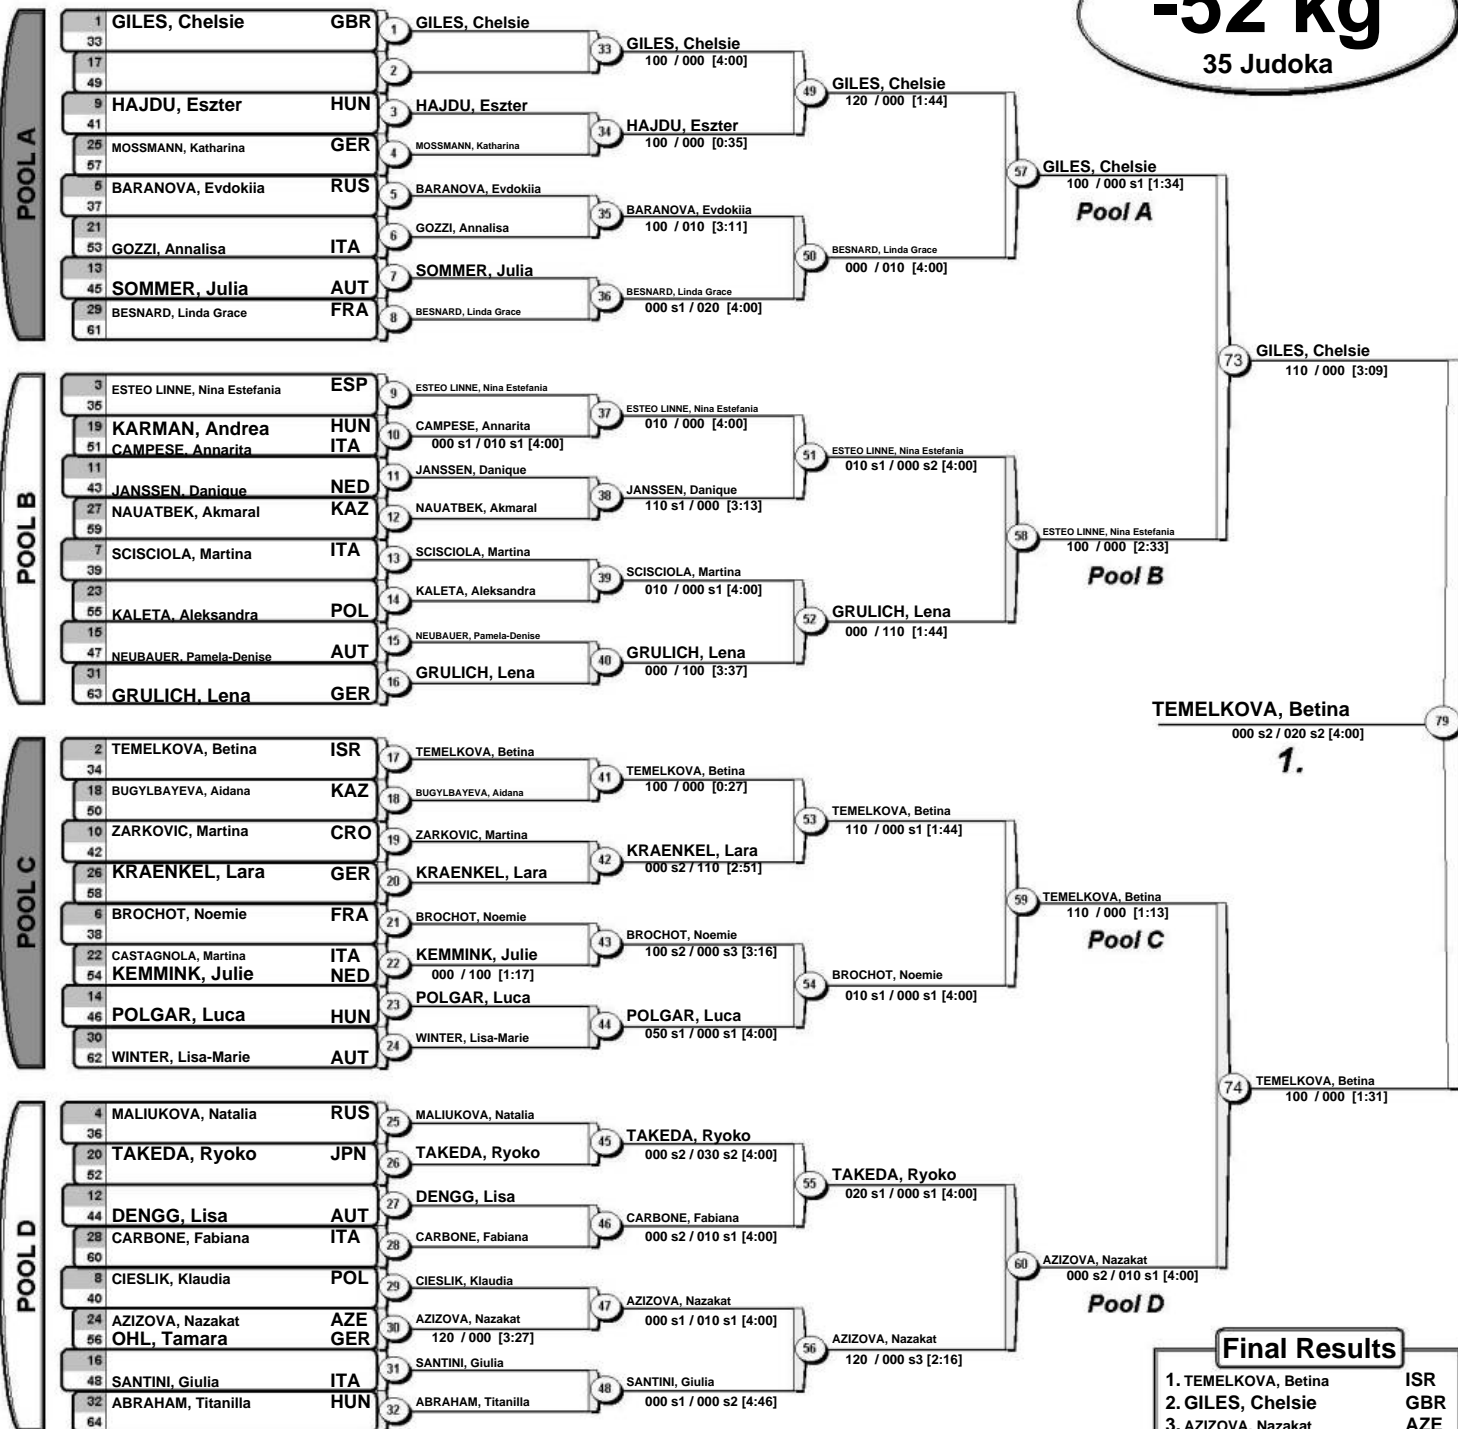 -52 kg
35 Judoka
POOL A
1 GILES, Chelsie GBR
33
17
49
9 HAJDU, Eszter HUN
41
25 MOSSMANN, Katharina GER
57
5 BARANOVA, Evdokiia RUS
37
21
53 GOZZI, Annalisa ITA
13
45 SOMMER, Julia AUT
29 BESNARD, Linda Grace FRA
61
1 GILES, Chelsie
2
3 HAJDU, Eszter
4 MOSSMANN, Katharina
5 BARANOVA, Evdokiia
6 GOZZI, Annalisa
7 SOMMER, Julia
8 BESNARD, Linda Grace
33 GILES, Chelsie
100 / 000 [4:00]
34 HAJDU, Eszter
100 / 000 [0:35]
35 BARANOVA, Evdokiia
100 / 010 [3:11]
36 BESNARD, Linda Grace
000 s1 / 020 [4:00]
49 GILES, Chelsie
120 / 000 [1:44]
50 BESNARD, Linda Grace
000 / 010 [4:00]
57 GILES, Chelsie
100 / 000 s1 [1:34]
Pool A
POOL B
3 ESTEO LINNE, Nina Estefania ESP
35
19 KARMAN, Andrea HUN
51 CAMPESE, Annarita ITA
11
43 JANSSEN, Danique NED
27 NAUATBEK, Akmaral KAZ
59
7 SCISCIOLA, Martina ITA
39
23
55 KALETA, Aleksandra POL
15
47 NEUBAUER, Pamela-Denise AUT
31
63 GRULICH, Lena GER
9 ESTEO LINNE, Nina Estefania
10 CAMPESE, Annarita
000 s1 / 010 s1 [4:00]
11 JANSSEN, Danique
12 NAUATBEK, Akmaral
13 SCISCIOLA, Martina
14 KALETA, Aleksandra
15 NEUBAUER, Pamela-Denise
16 GRULICH, Lena
37 ESTEO LINNE, Nina Estefania
010 / 000 [4:00]
38 JANSSEN, Danique
110 s1 / 000 [3:13]
39 SCISCIOLA, Martina
010 / 000 s1 [4:00]
40 GRULICH, Lena
000 / 100 [3:37]
51 ESTEO LINNE, Nina Estefania
010 s1 / 000 s2 [4:00]
52 GRULICH, Lena
000 / 110 [1:44]
58 ESTEO LINNE, Nina Estefania
100 / 000 [2:33]
Pool B
73 GILES, Chelsie
110 / 000 [3:09]
TEMELKOVA, Betina 79
000 s2 / 020 s2 [4:00]
1.
POOL C
2 TEMELKOVA, Betina ISR
34
18 BUGYLBAYEVA, Aidana KAZ
50
10 ZARKOVIC, Martina CRO
42
26 KRAENKEL, Lara GER
58
6 BROCHOT, Noemie FRA
38
22 CASTAGNOLA, Martina ITA
54 KEMMINK, Julie NED
14
46 POLGAR, Luca HUN
30
62 WINTER, Lisa-Marie AUT
17 TEMELKOVA, Betina
18 BUGYLBAYEVA, Aidana
19 ZARKOVIC, Martina
20 KRAENKEL, Lara
21 BROCHOT, Noemie
22 KEMMINK, Julie
000 / 100 [1:17]
23 POLGAR, Luca
24 WINTER, Lisa-Marie
41 TEMELKOVA, Betina
100 / 000 [0:27]
42 KRAENKEL, Lara
000 s2 / 110 [2:51]
43 BROCHOT, Noemie
100 s2 / 000 s3 [3:16]
44 POLGAR, Luca
050 s1 / 000 s1 [4:00]
53 TEMELKOVA, Betina
110 / 000 s1 [1:44]
54 BROCHOT, Noemie
010 s1 / 000 s1 [4:00]
59 TEMELKOVA, Betina
110 / 000 [1:13]
Pool C
POOL D
4 MALIUKOVA, Natalia RUS
36
20 TAKEDA, Ryoko JPN
52
12
44 DENGG, Lisa AUT
28 CARBONE, Fabiana ITA
60
8 CIESLIK, Klaudia POL
40
24 AZIZOVA, Nazakat AZE
56 OHL, Tamara GER
16
48 SANTINI, Giulia ITA
32 ABRAHAM, Titanilla HUN
64
25 MALIUKOVA, Natalia
26 TAKEDA, Ryoko
27 DENGG, Lisa
28 CARBONE, Fabiana
29 CIESLIK, Klaudia
30 AZIZOVA, Nazakat
120 / 000 [3:27]
31 SANTINI, Giulia
32 ABRAHAM, Titanilla
45 TAKEDA, Ryoko
000 s2 / 030 s2 [4:00]
46 CARBONE, Fabiana
000 s2 / 010 s1 [4:00]
47 AZIZOVA, Nazakat
000 s1 / 010 s1 [4:00]
48 SANTINI, Giulia
000 s1 / 000 s2 [4:46]
55 TAKEDA, Ryoko
020 s1 / 000 s1 [4:00]
56 AZIZOVA, Nazakat
120 / 000 s3 [2:16]
60 AZIZOVA, Nazakat
000 s2 / 010 s1 [4:00]
Pool D
74 TEMELKOVA, Betina
100 / 000 [1:31]
Final Results
1. TEMELKOVA, Betina ISR
2. GILES, Chelsie GBR
3. AZIZOVA, Nazakat AZE